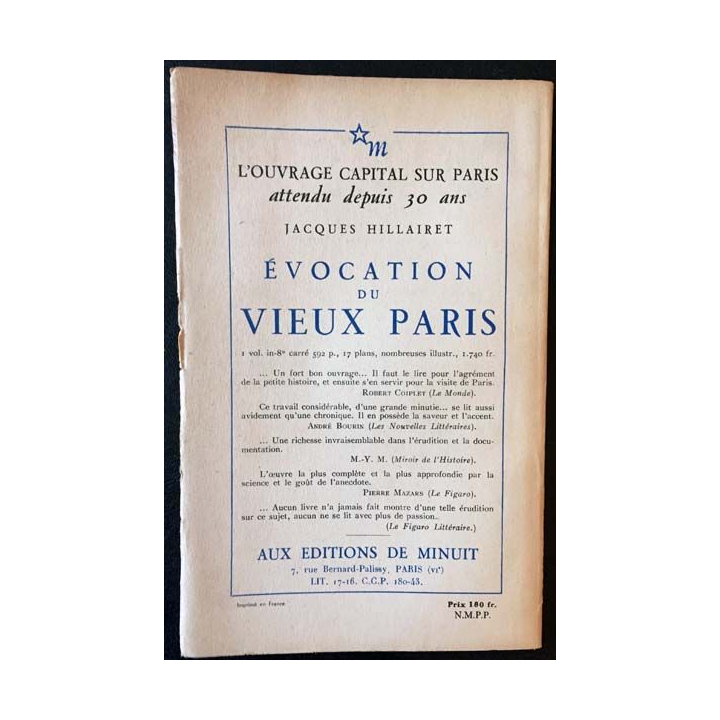 m
L'OUVRAGE CAPITAL SUR PARIS
attendu depuis 30 ans
JACQUES HILLAIRET
ÉVOCATION
DU
VIEUX PARIS
1 vol. in-8° carré 592 p., 17 plans, nombreuses illustr., 1.740 fr.
... Un fort bon ouvrage... Il faut le lire pour l'agrément
de la petite histoire, et ensuite s'en servir pour la visite de Paris.
ROBERT COIPLET (Le Monde).
Ce travail considérable, d'une grande minutie... se lit aussi
avidement qu'une chronique. Il en possède la saveur et l'accent.
ANDRÉ BOURIN (Les Nouvelles Littéraires).
... Une richesse invraisemblable dans l'érudition et la docu-
mentation.
M.-Y. M. (Miroir de l'Histoire).
L'œuvre la plus complète et la plus approfondie par la
science et le goût de l'anecdote.
PIERRE MAZARS (Le Figaro).
... Aucun livre n'a jamais fait montre d'une telle érudition
sur ce sujet, aucun ne se lit avec plus de passion..
(Le Figaro Littéraire.)
AUX EDITIONS DE MINUIT
7, rue Bernard-Palissy, PARIS (VIe)
LIT. 17-16. C.C.P. 180-43.
Imprimé en France
Prix 180 fr.
N.M.P.P.